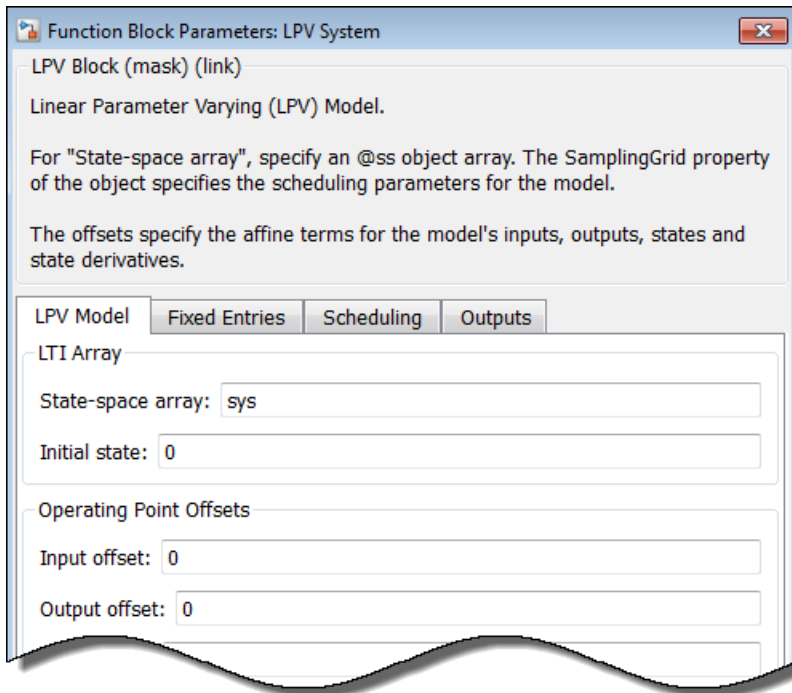 Function Block Parameters: LPV System
LPV Block (mask) (link)
Linear Parameter Varying (LPV) Model.
For "State-space array", specify an @ss object array. The SamplingGrid property
of the object specifies the scheduling parameters for the model.
The offsets specify the affine terms for the model's inputs, outputs, states and
state derivatives.
LPV Model Fixed Entries Scheduling Outputs
LTI Array
State-space array: sys
Initial state: 0
Operating Point Offsets
Input offset: 0
Output offset: 0